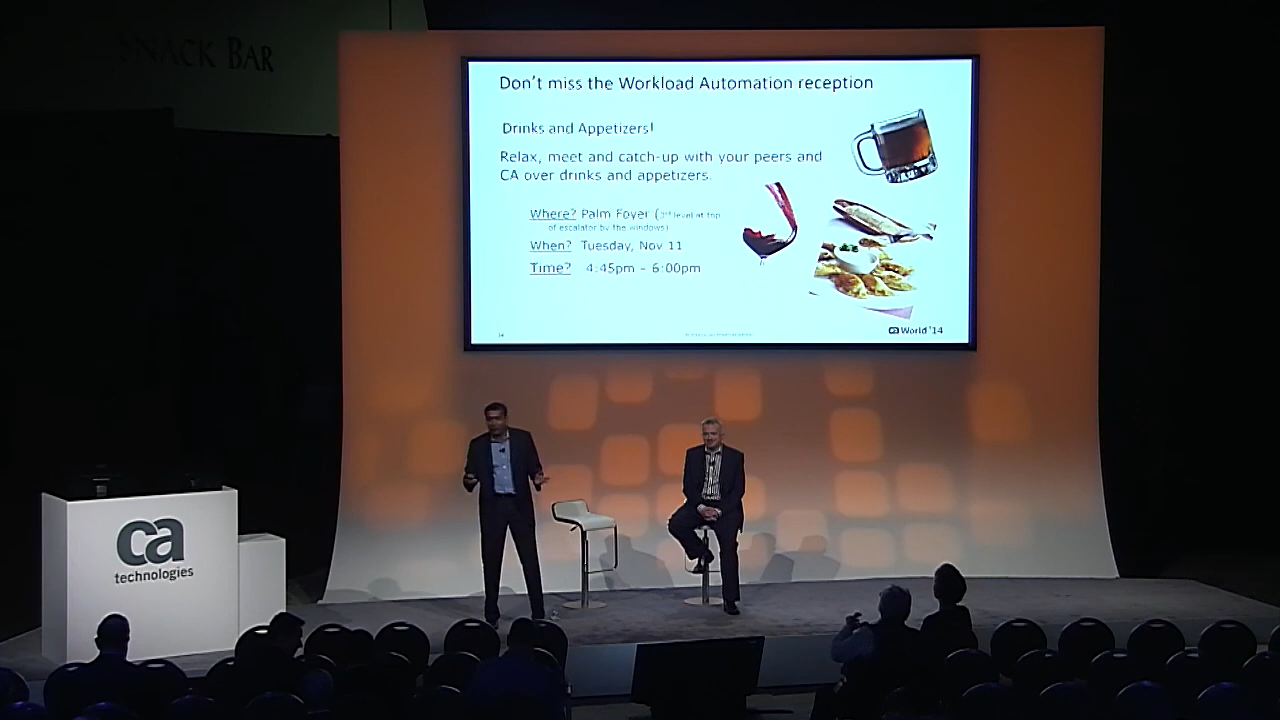 SNACK BAR
Don't miss the Workload Automation reception
Drinks and Appetizers!
Relax, meet and catch-up with your peers and
CA over drinks and appetizers.
Where? Palm Foyer (3rd level at top
of escalator by the windows)
When? Tuesday, Nov 11
Time? 4:45pm – 6:00pm
ca World '14
ca
technologies